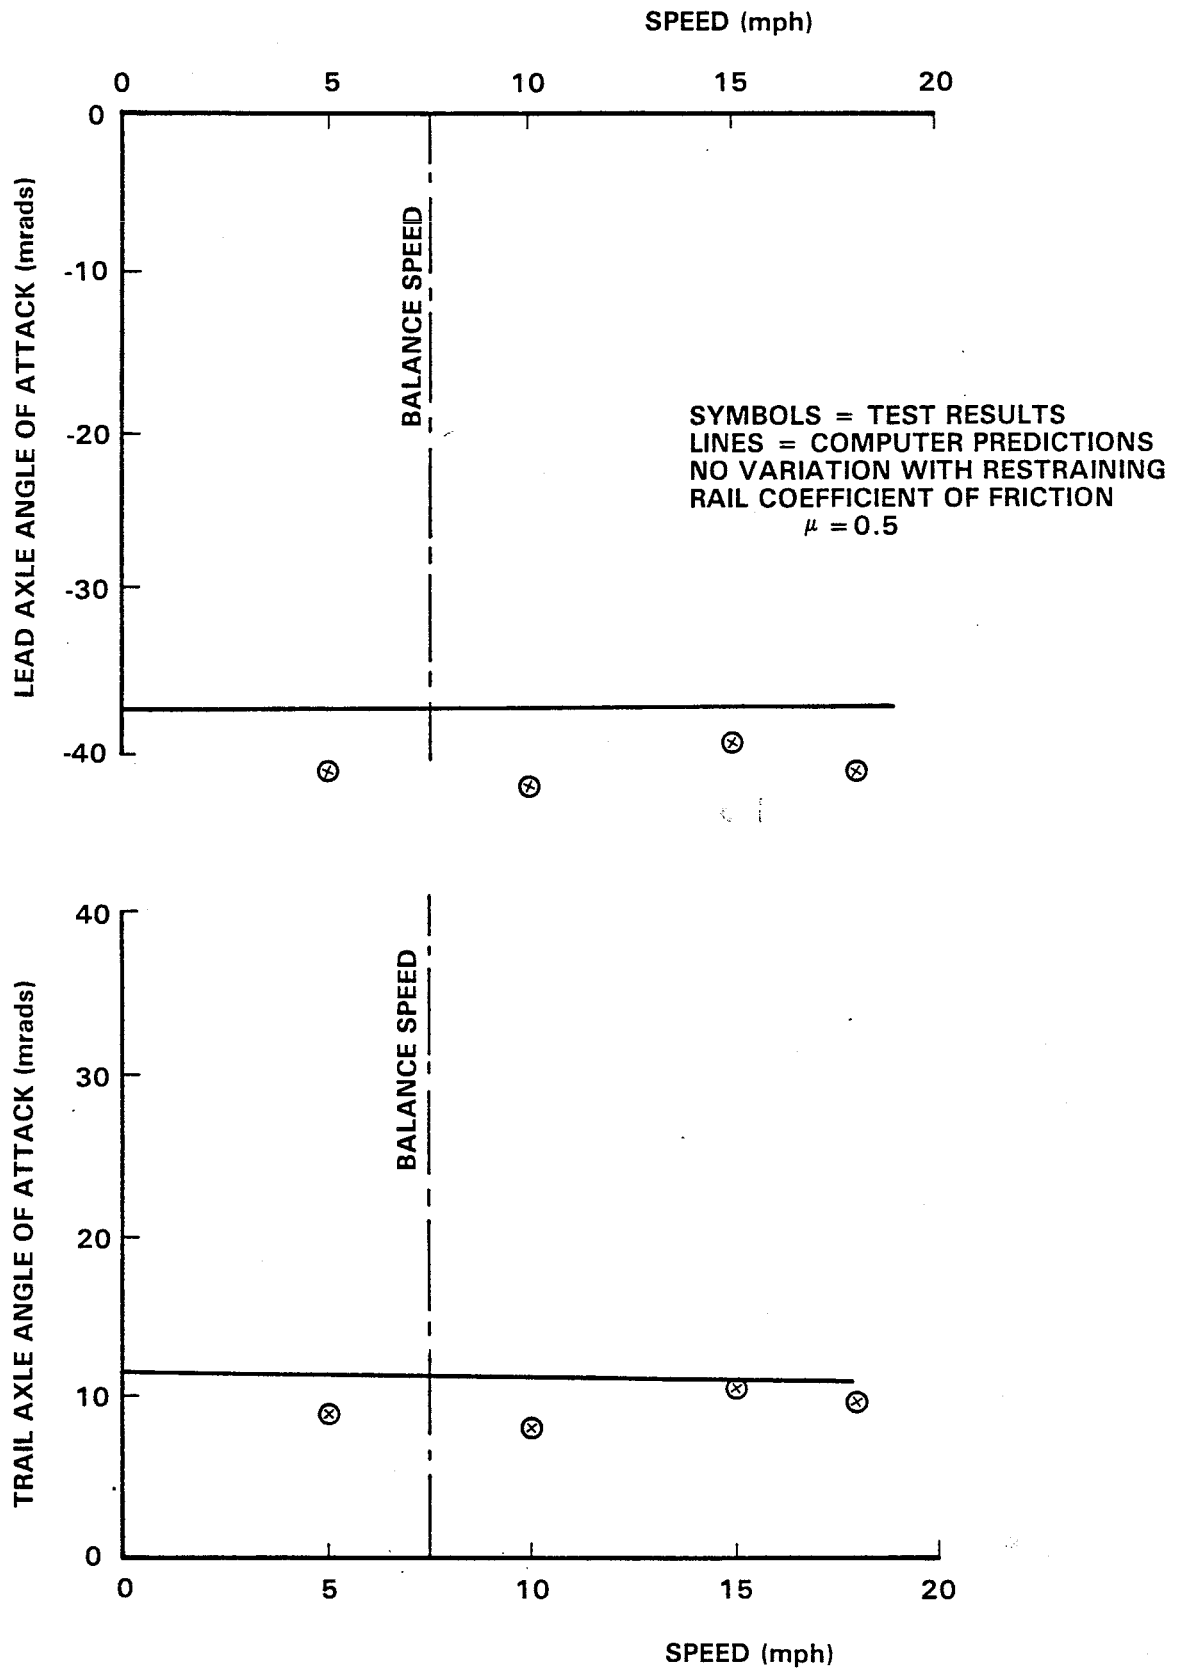 SPEED (mph)
0 5 10 15 20
0
-10
-20
-30
-40
LEAD AXLE ANGLE OF ATTACK (mrads)
BALANCE SPEED
SYMBOLS = TEST RESULTS
LINES = COMPUTER PREDICTIONS
NO VARIATION WITH RESTRAINING
RAIL COEFFICIENT OF FRICTION
μ = 0.5
40
30
20
10
0
TRAIL AXLE ANGLE OF ATTACK (mrads)
BALANCE SPEED
0 5 10 15 20
SPEED (mph)